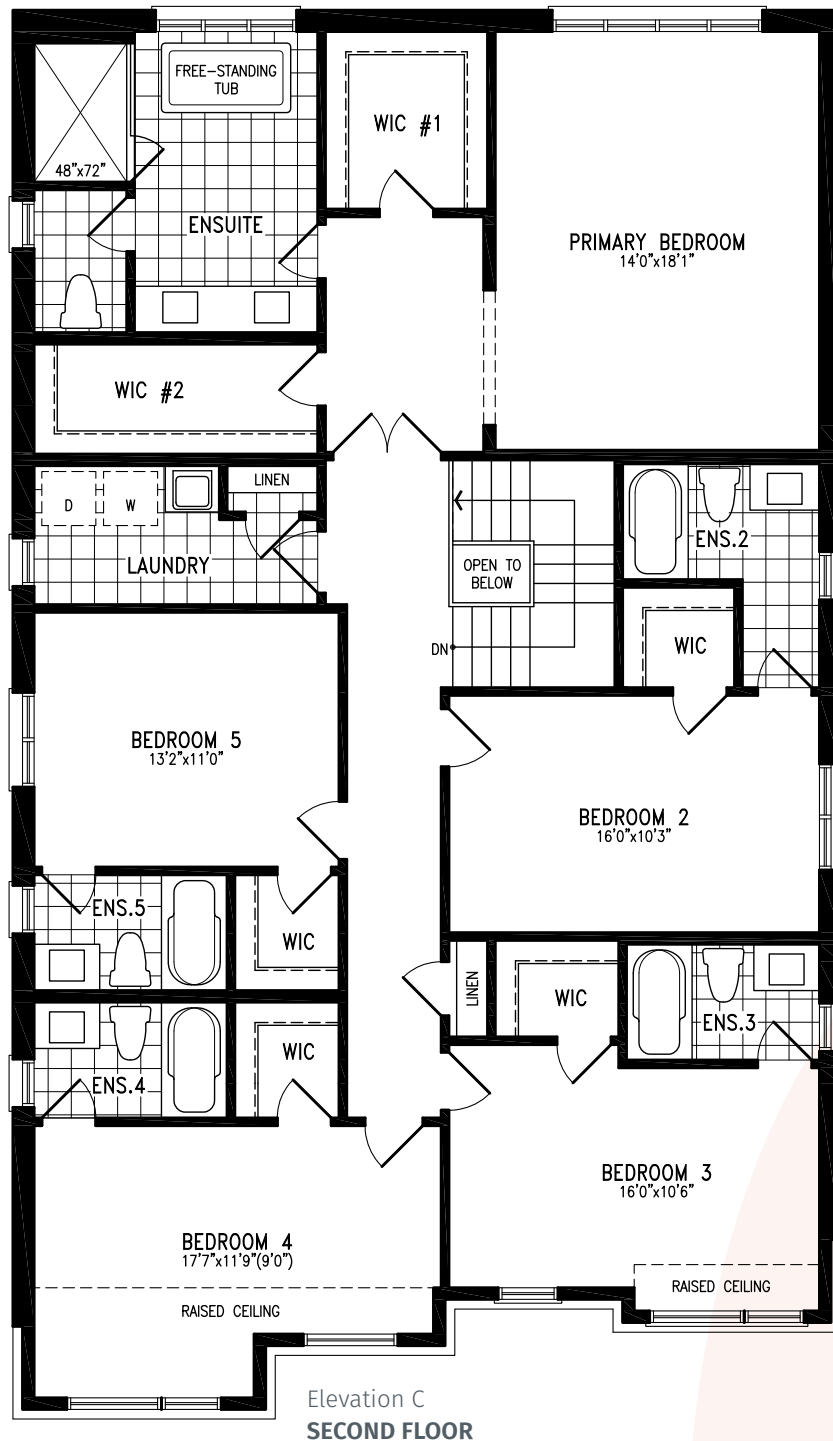 FREE-STANDING
TUB
WIC #1
48"x72"
ENSUITE
PRIMARY BEDROOM
14'0"x18'1"
WIC #2
D
W
LINEN
LAUNDRY
OPEN TO
BELOW
ENS.2
DN
WIC
BEDROOM 5
13'2"x11'0"
BEDROOM 2
16'0"x10'3"
ENS.5
WIC
LINEN
WIC
ENS.3
ENS.4
WIC
BEDROOM 3
16'0"x10'6"
BEDROOM 4
17'7"x11'9"(9'0")
RAISED CEILING
RAISED CEILING
Elevation C
SECOND FLOOR